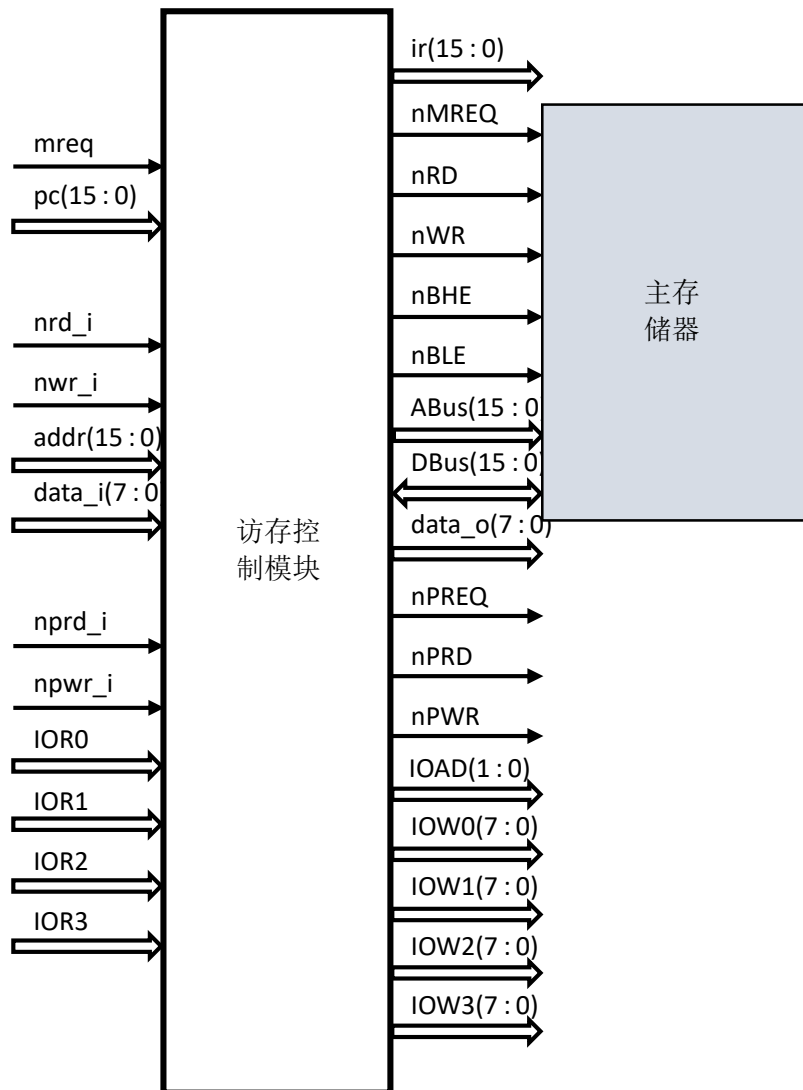 mreq
pc(15:0)
nrd_i
nwr_i
addr(15:0)
data_i(7:0
nprd_i
npwr_i
IOR0
IOR1
IOR2
IOR3
访存控
制模块
ir(15:0)
nMREQ
nRD
nWR
nBHE
nBLE
ABus(15:0)
DBus(15:0)
data_o(7:0)
nPREQ
nPRD
nPWR
IOAD(1:0)
IOW0(7:0)
IOW1(7:0)
IOW2(7:0)
IOW3(7:0)
主存
储器